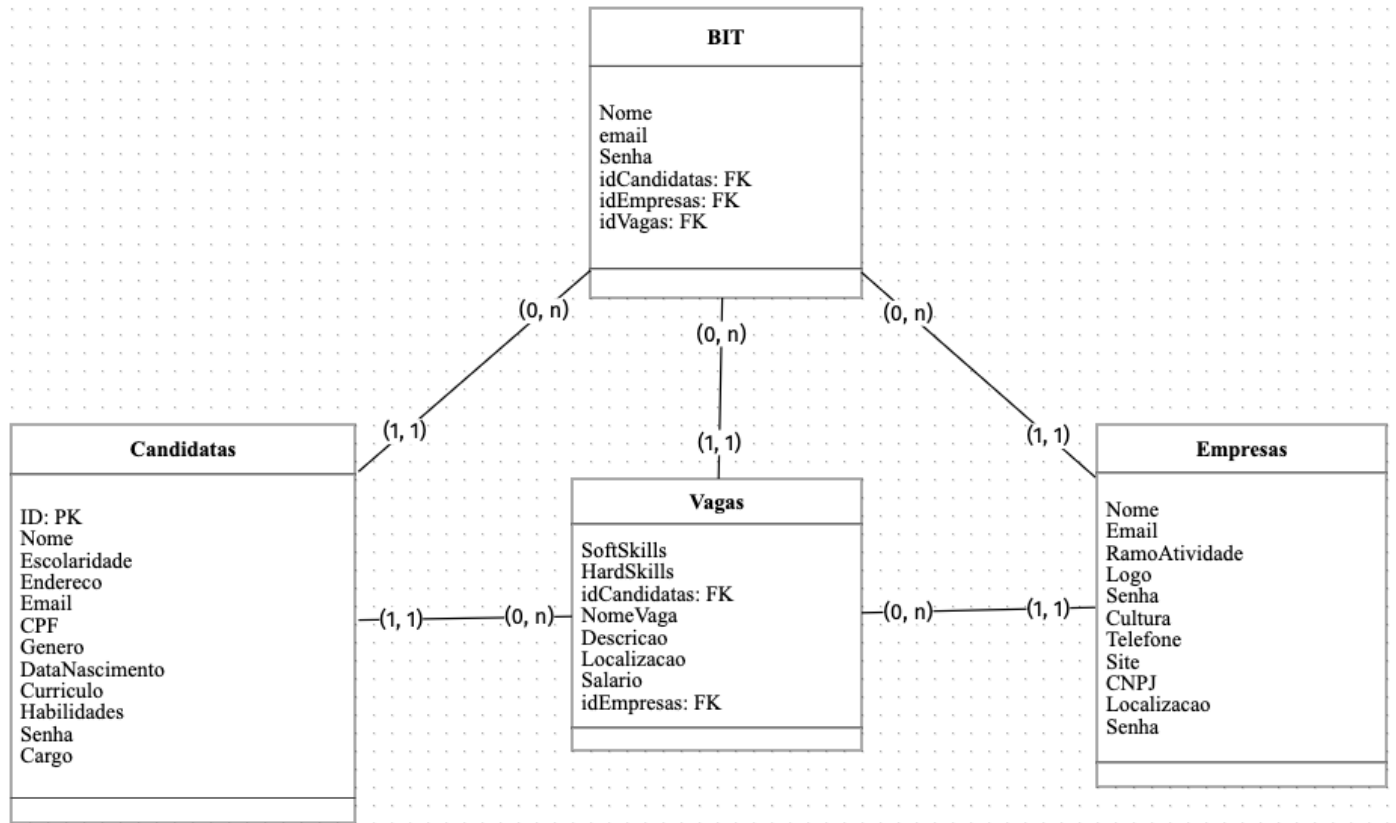 BIT
Nome
email
Senha
idCandidatas: FK
idEmpresas: FK
idVagas: FK
(0, n)
(0, n)
(0, n)
(1, 1)
(1, 1)
(1, 1)
Candidatas
ID: PK
Nome
Escolaridade
Endereco
Email
CPF
Genero
DataNascimento
Curriculo
Habilidades
Senha
Cargo
(1, 1)
(0, n)
Vagas
SoftSkills
HardSkills
idCandidatas: FK
NomeVaga
Descricao
Localizacao
Salario
idEmpresas: FK
(0, n)
(1, 1)
Empresas
Nome
Email
RamoAtividade
Logo
Senha
Cultura
Telefone
Site
CNPJ
Localizacao
Senha